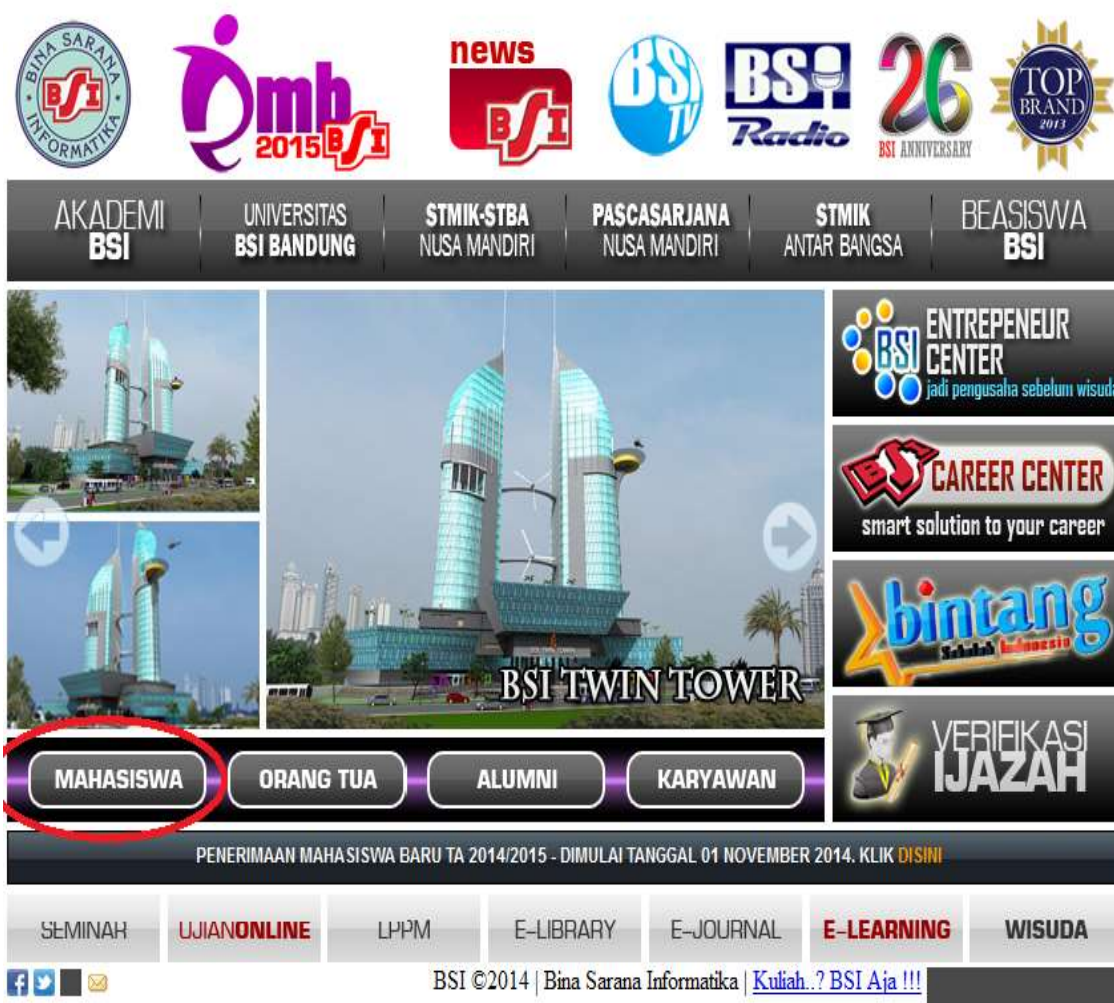 BINA SARANA
BSI
INFORMATIKA
pmb
2015 BSI
news
BSI
BSI
TV
BSI
Radio
26
BSI ANNIVERSARY
TOP
BRAND
2013
AKADEMI
BSI
UNIVERSITAS
BSI BANDUNG
STMIK-STBA
NUSA MANDIRI
PASCASARJANA
NUSA MANDIRI
STMIK
ANTAR BANGSA
BEASISWA
BSI
BSI TWIN TOWER
BSI
ENTREPENEUR
CENTER
jadi pengusaha sebelum wisuda
BSI
CAREER CENTER
smart solution to your career
bintang
Sekolah Indonesia
VERIFIKASI
IJAZAH
MAHASISWA
ORANG TUA
ALUMNI
KARYAWAN
PENERIMAAN MAHASISWA BARU TA 2014/2015 - DIMULAI TANGGAL 01 NOVEMBER 2014. KLIK DISINI
SEMINAR
UJIANONLINE
LPPM
E-LIBRARY
E-JOURNAL
E-LEARNING
WISUDA
BSI ©2014 | Bina Sarana Informatika | Kuliah..? BSI Aja !!!